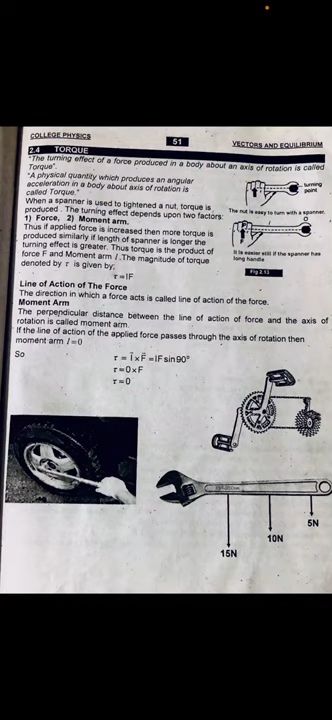 COLLEGE PHYSICS
51
VECTORS AND EQUILIBRIUM
2.4 TORQUE
"The turning effect of a force produced in a body about an axis of rotation is called
Torque".
"A physical quantity which produces an angular
acceleration in a body about axis of rotation is
called Torque."
When a spanner is used to tightened a nut, torque is
produced . The turning effect depends upon two factors:
1) Force, 2) Moment arm.
Thus if applied force is increased then more torque is
produced similarly if length of spanner is longer the
turning effect is greater. Thus torque is the product of
force F and Moment arm l .The magnitude of torque
denoted by τ is given by;
τ =lF
turning
point
The nut is easy to turn with a spanner.
It is easier still if the spanner has
long handle
Fig 2.13
Line of Action of The Force
The direction in which a force acts is called line of action of the force.
Moment Arm
The perpendicular distance between the line of action of force and the axis of
rotation is called moment arm.
If the line of action of the applied force passes through the axis of rotation then
moment arm l =0
So
τ = l × F =lFsin90°
τ =0×F
τ =0
5N
10N
15N